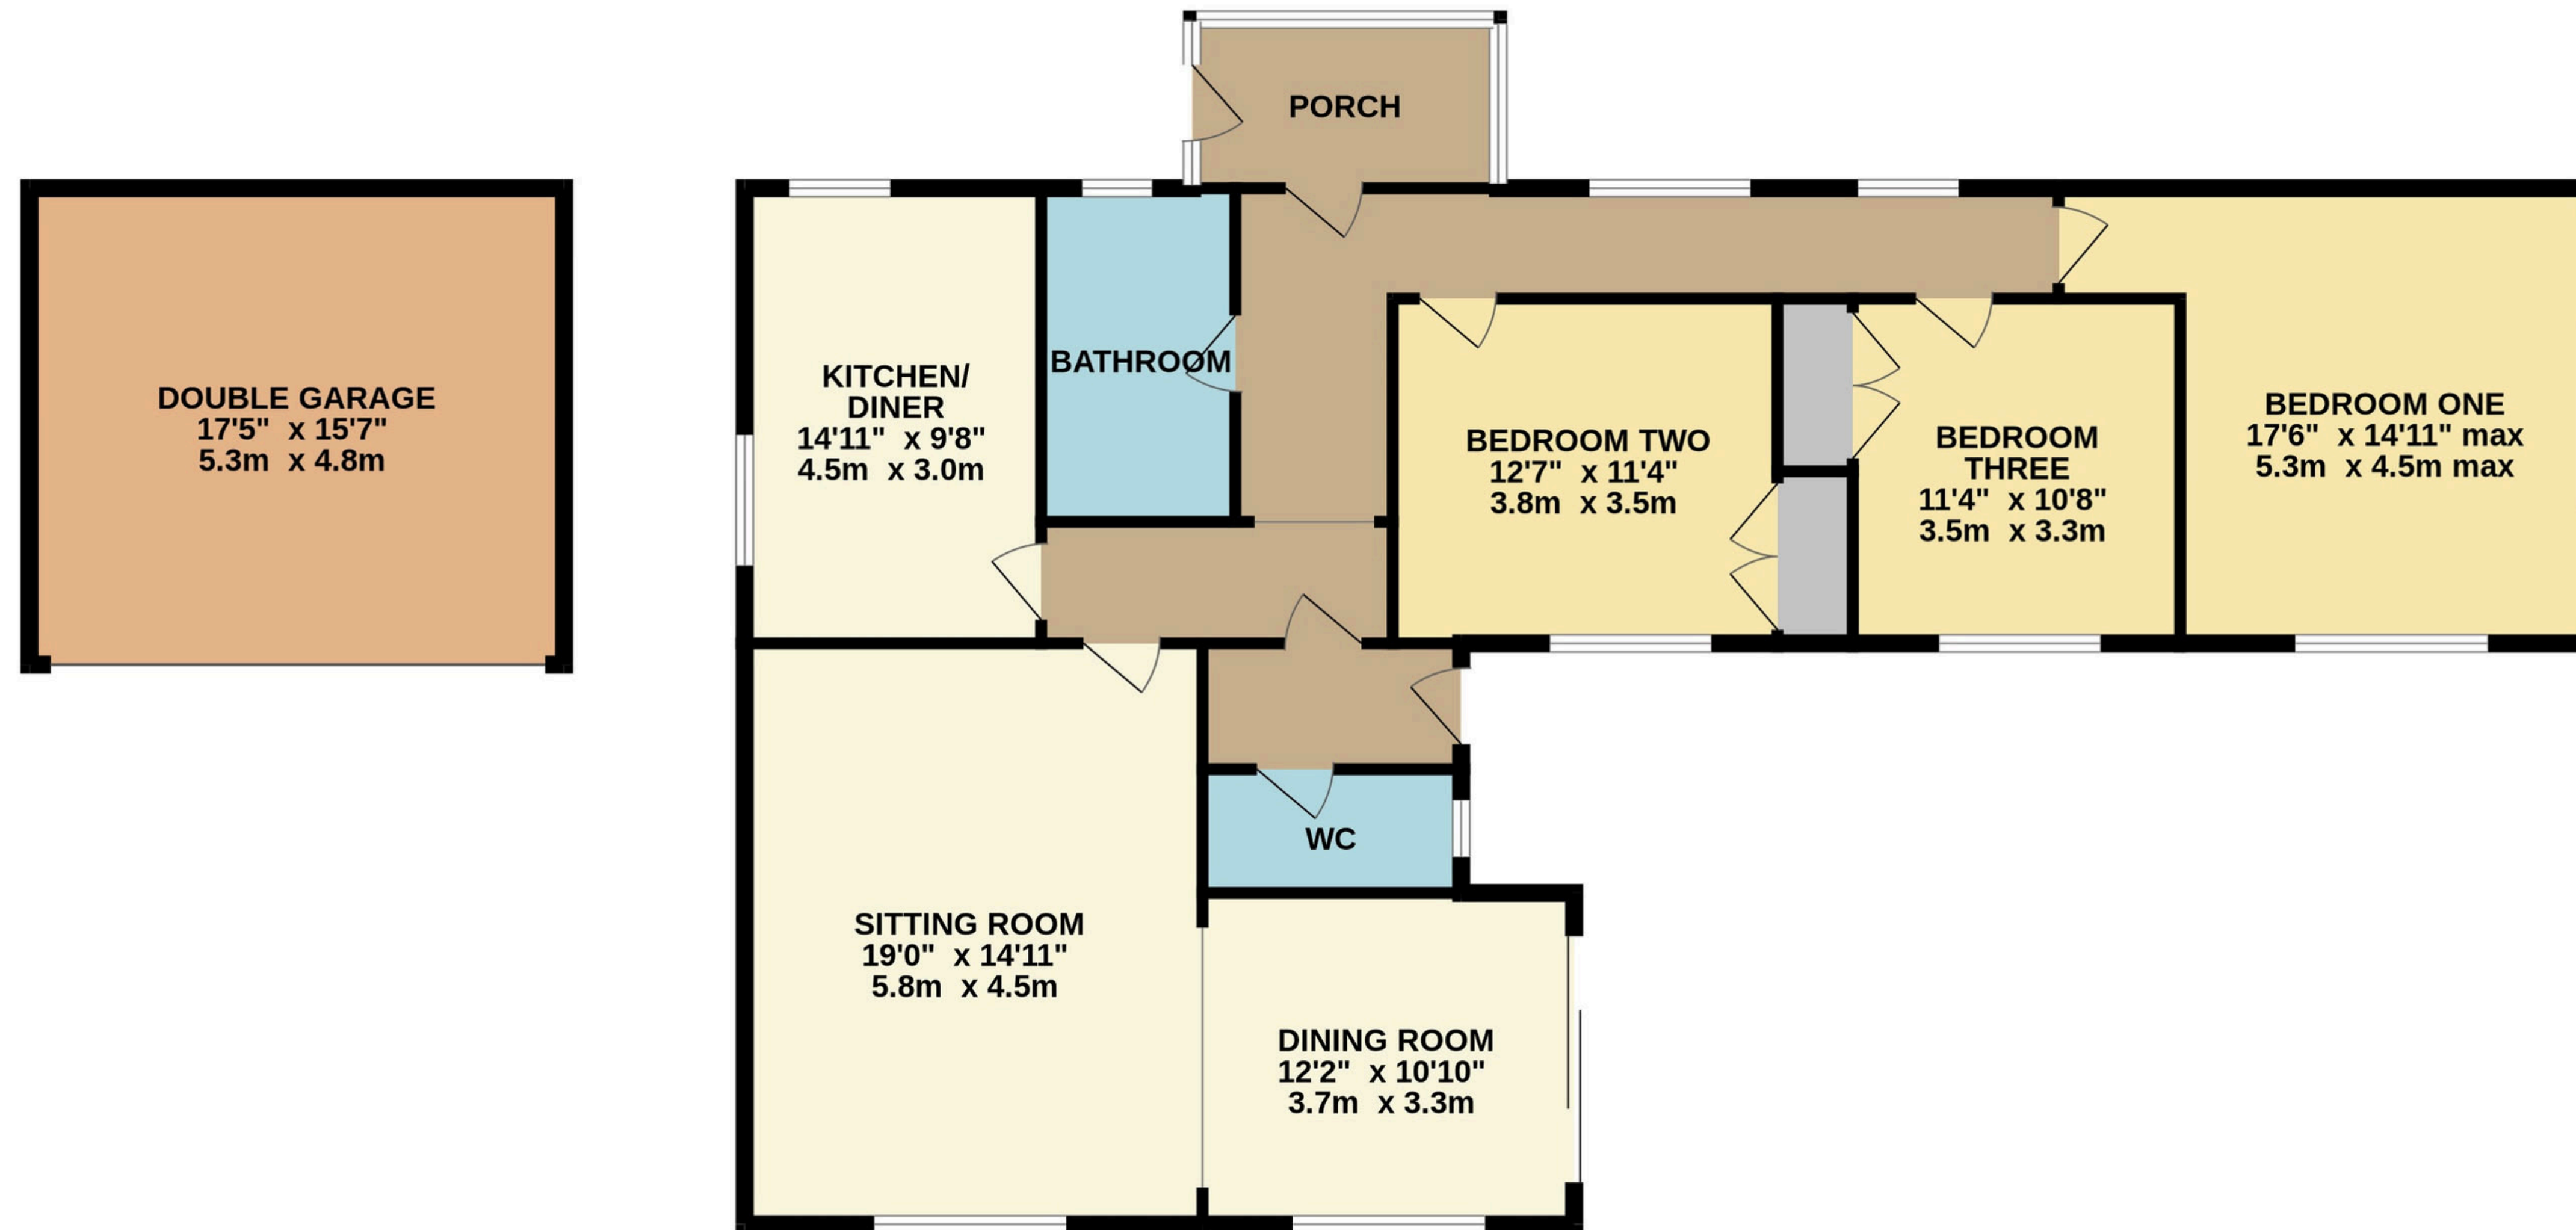 PORCH
DOUBLE GARAGE
17'5" x 15'7"
5.3m x 4.8m
KITCHEN/
DINER
14'11" x 9'8"
4.5m x 3.0m
BATHROOM
BEDROOM TWO
12'7" x 11'4"
3.8m x 3.5m
BEDROOM
THREE
11'4" x 10'8"
3.5m x 3.3m
BEDROOM ONE
17'6" x 14'11" max
5.3m x 4.5m max
WC
SITTING ROOM
19'0" x 14'11"
5.8m x 4.5m
DINING ROOM
12'2" x 10'10"
3.7m x 3.3m